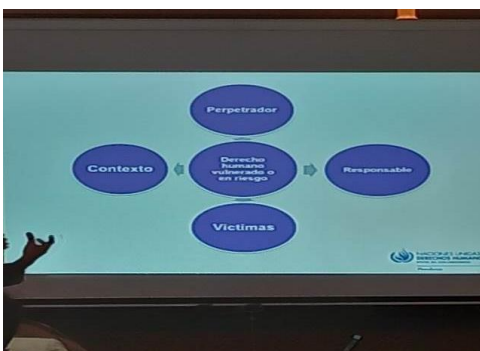 Perpetrador
Contexto
Derecho
humano
vulnerado o
en riesgo
Responsable
Víctimas
NACIONES UNIDAS
DERECHOS HUMANOS